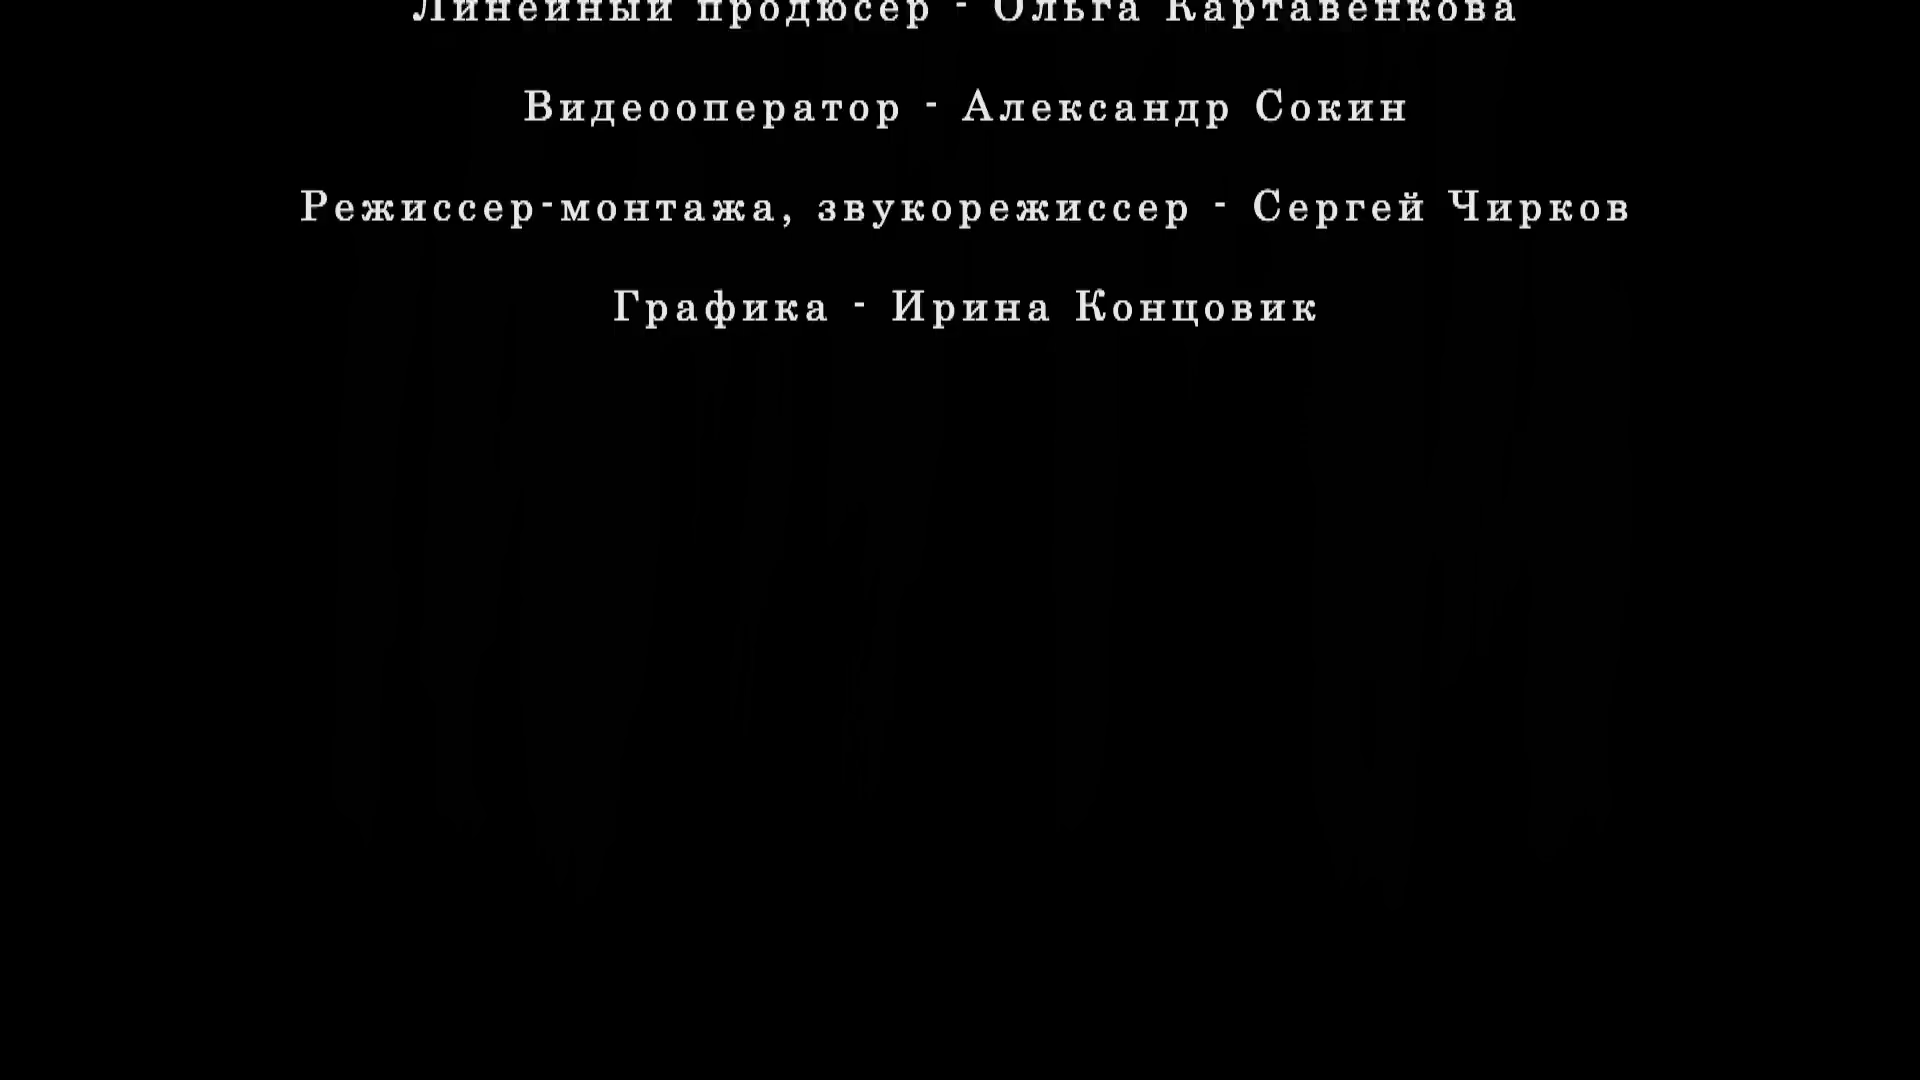 Линейный продюсер - Ольга Картавенкова
Видеооператор - Александр Сокин
Режиссер-монтажа, звукорежиссер - Сергей Чирков
Графика - Ирина Концовик